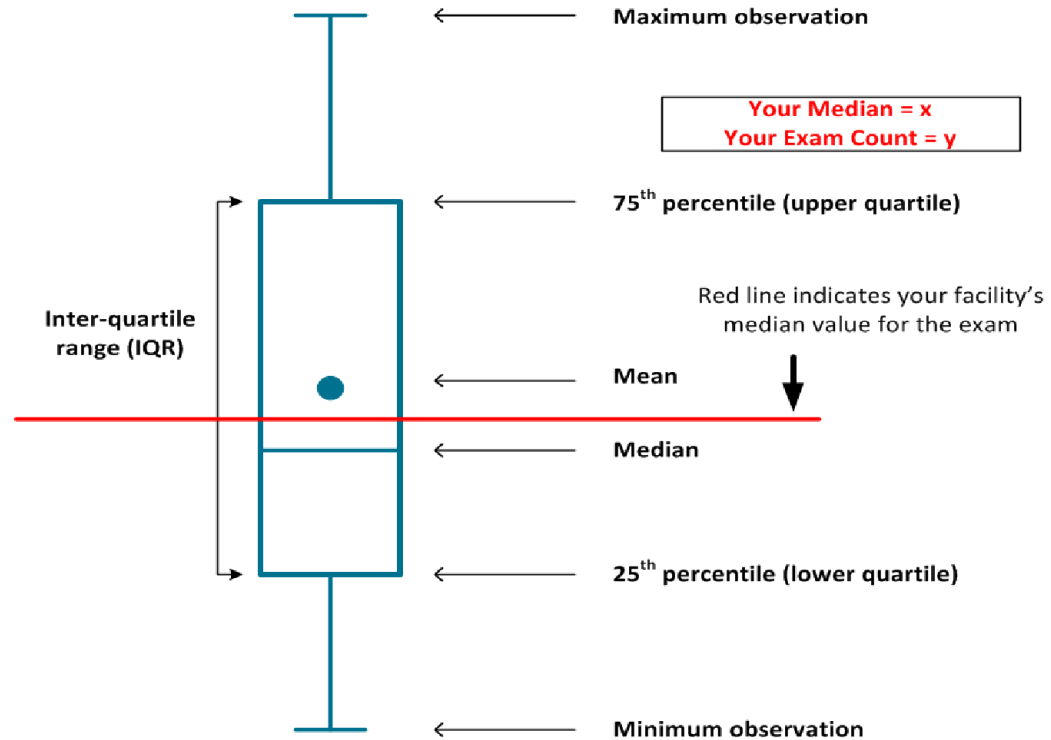 Maximum observation
Your Median = x
Your Exam Count = y
75th percentile (upper quartile)
Red line indicates your facility’s
median value for the exam
Inter-quartile
range (IQR)
Mean
Median
25th percentile (lower quartile)
Minimum observation